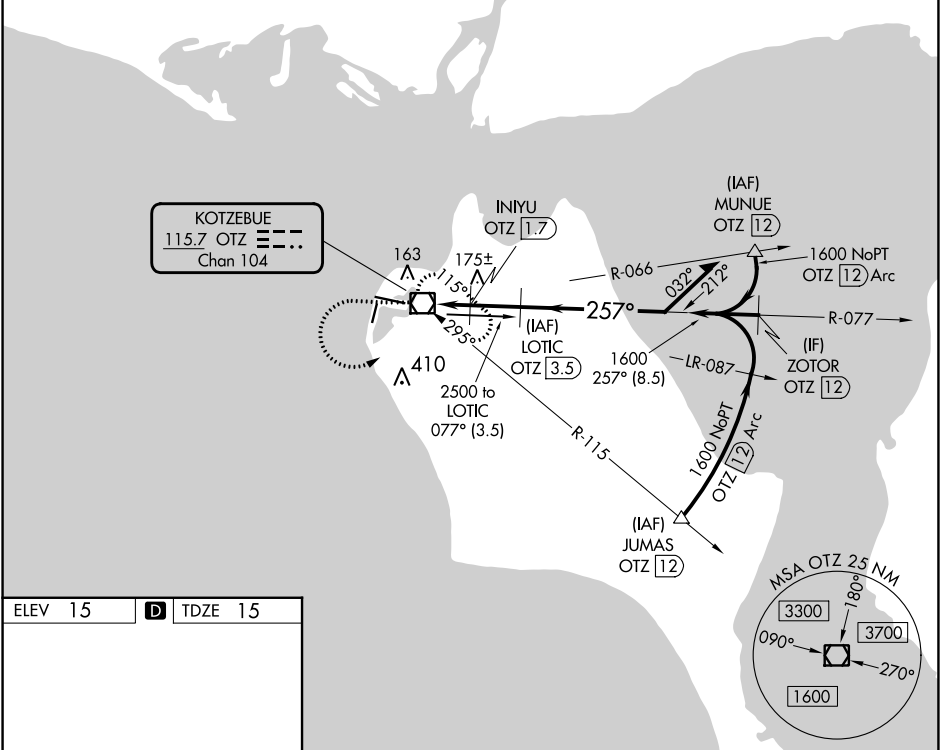 KOTZEBUE
115.7 OTZ
Chan 104
163
175±
INIYU
OTZ 1.7
(IAF)
MUNUE
OTZ 12
1600 NoPT
OTZ 12 Arc
R-066
032°
212°
115°
295°
257°
R-077
(IAF)
LOTIC
OTZ 3.5
1600
257° (8.5)
LR-087
(IF)
ZOTOR
OTZ 12
410
2500 to
LOTIC
077° (3.5)
R-115
1600 NoPT
OTZ 12 Arc
(IAF)
JUMAS
OTZ 12
MSA OTZ 25 NM
180°
3300
3700
090°
270°
1600
ELEV 15 D TDZE 15